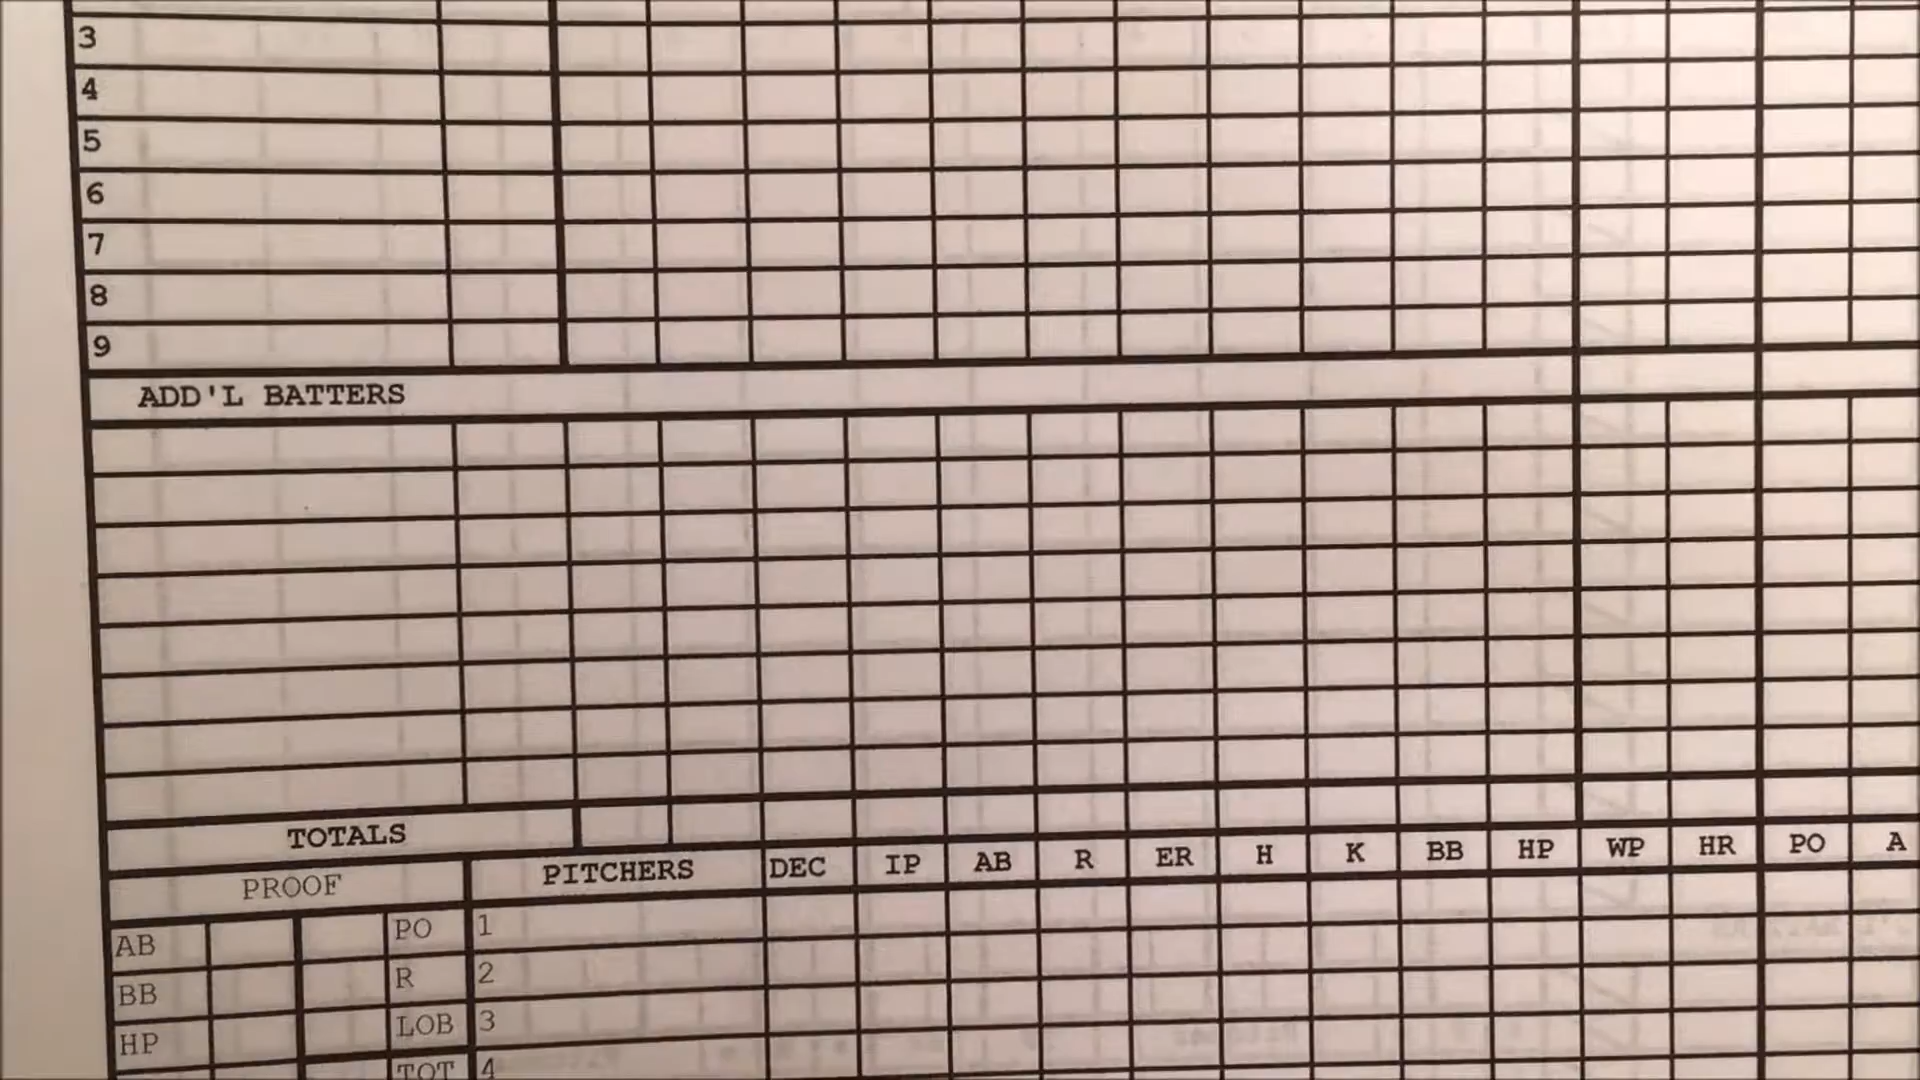 3
4
5
6
7
8
9
ADD'L BATTERS
TOTALS
PROOF PITCHERS DEC IP AB R ER H K BB HP WP HR PO A
AB PO 1
BB R 2
HP LOB 3
TOT 4